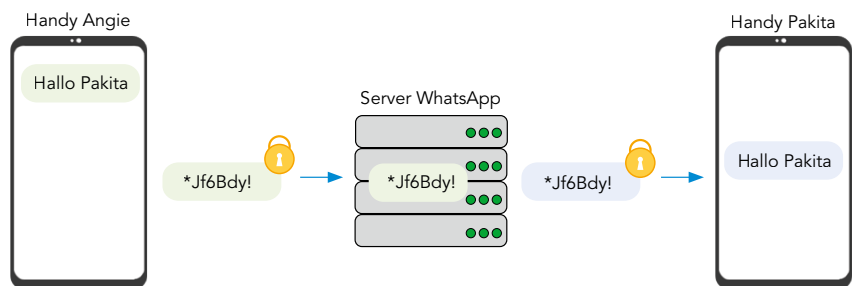 Handy Angie
Handy Pakita
Hallo Pakita
Server WhatsApp
*Jf6Bdy!
*Jf6Bdy!
*Jf6Bdy!
Hallo Pakita